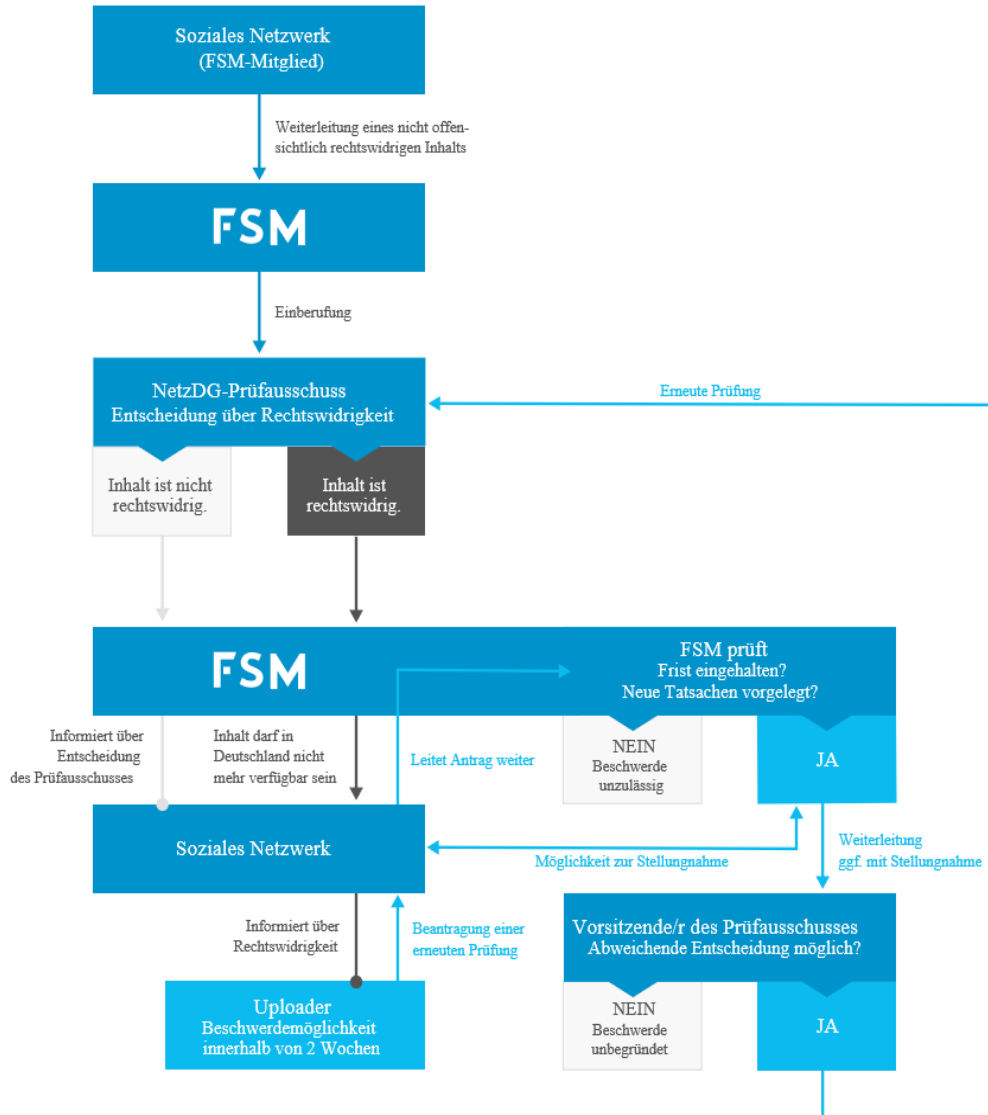 Soziales Netzwerk
(FSM-Mitglied)
Weiterleitung eines nicht offen-
sichtlich rechtswidrigen Inhalts
FSM
Einberufung
NetzDG-Prüfausschuss
Entscheidung über Rechtswidrigkeit
Erneute Prüfung
Inhalt ist nicht
rechtswidrig.
Inhalt ist
rechtswidrig.
FSM
FSM prüft
Frist eingehalten?
Neue Tatsachen vorgelegt?
Informiert über
Entscheidung
des Prüfausschusses
Inhalt darf in
Deutschland nicht
mehr verfügbar sein
Leitet Antrag weiter
NEIN
Beschwerde
unzulässig
JA
Soziales Netzwerk
Möglichkeit zur Stellungnahme
Weiterleitung
ggf. mit Stellungnahme
Informiert über
Rechtswidrigkeit
Beantragung einer
erneuten Prüfung
Vorsitzende/r des Prüfausschusses
Abweichende Entscheidung möglich?
Uploader
Beschwerdemöglichkeit
innerhalb von 2 Wochen
NEIN
Beschwerde
unbegründet
JA